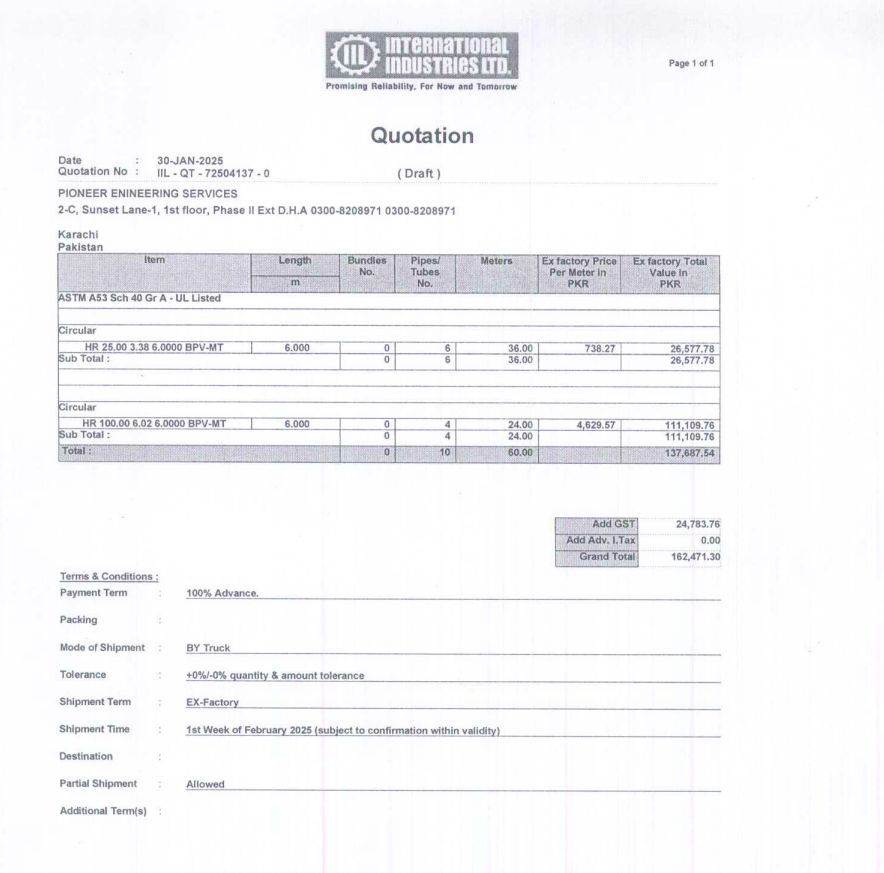 IIL INTERNATIONAL
INDUSTRIES LTD.
Promising Reliability, For Now and Tomorrow
Page 1 of 1
Quotation
Date : 30-JAN-2025
Quotation No : IIL - QT - 72504137 - 0 ( Draft )
PIONEER ENINEERING SERVICES
2-C, Sunset Lane-1, 1st floor, Phase II Ext D.H.A 0300-8208971 0300-8208971
Karachi
Pakistan
Item Length Bundles Pipes/ Meters Ex factory Price Ex factory Total
No. Tubes Per Meter in Value in
m No. PKR PKR
ASTM A53 Sch 40 Gr A - UL Listed
Circular
HR 25.00 3.38 6.0000 BPV-MT 6.000 0 6 36.00 738.27 26,577.78
Sub Total : 0 6 36.00 26,577.78
Circular
HR 100.00 6.02 6.0000 BPV-MT 6.000 0 4 24.00 4,629.57 111,109.76
Sub Total : 0 4 24.00 111,109.76
Total : 0 10 60.00 137,687.54
Add GST 24,783.76
Add Adv. I.Tax 0.00
Grand Total 162,471.30
Terms & Conditions :
Payment Term : 100% Advance.
Packing :
Mode of Shipment : BY Truck
Tolerance : +0%/-0% quantity & amount tolerance
Shipment Term : EX-Factory
Shipment Time : 1st Week of February 2025 (subject to confirmation within validity)
Destination :
Partial Shipment : Allowed
Additional Term(s) :